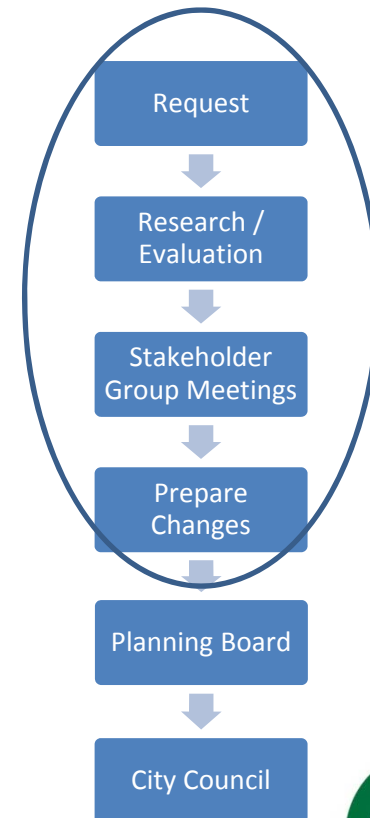 Request
Research /
Evaluation
Stakeholder
Group Meetings
Prepare
Changes
Planning Board
City Council